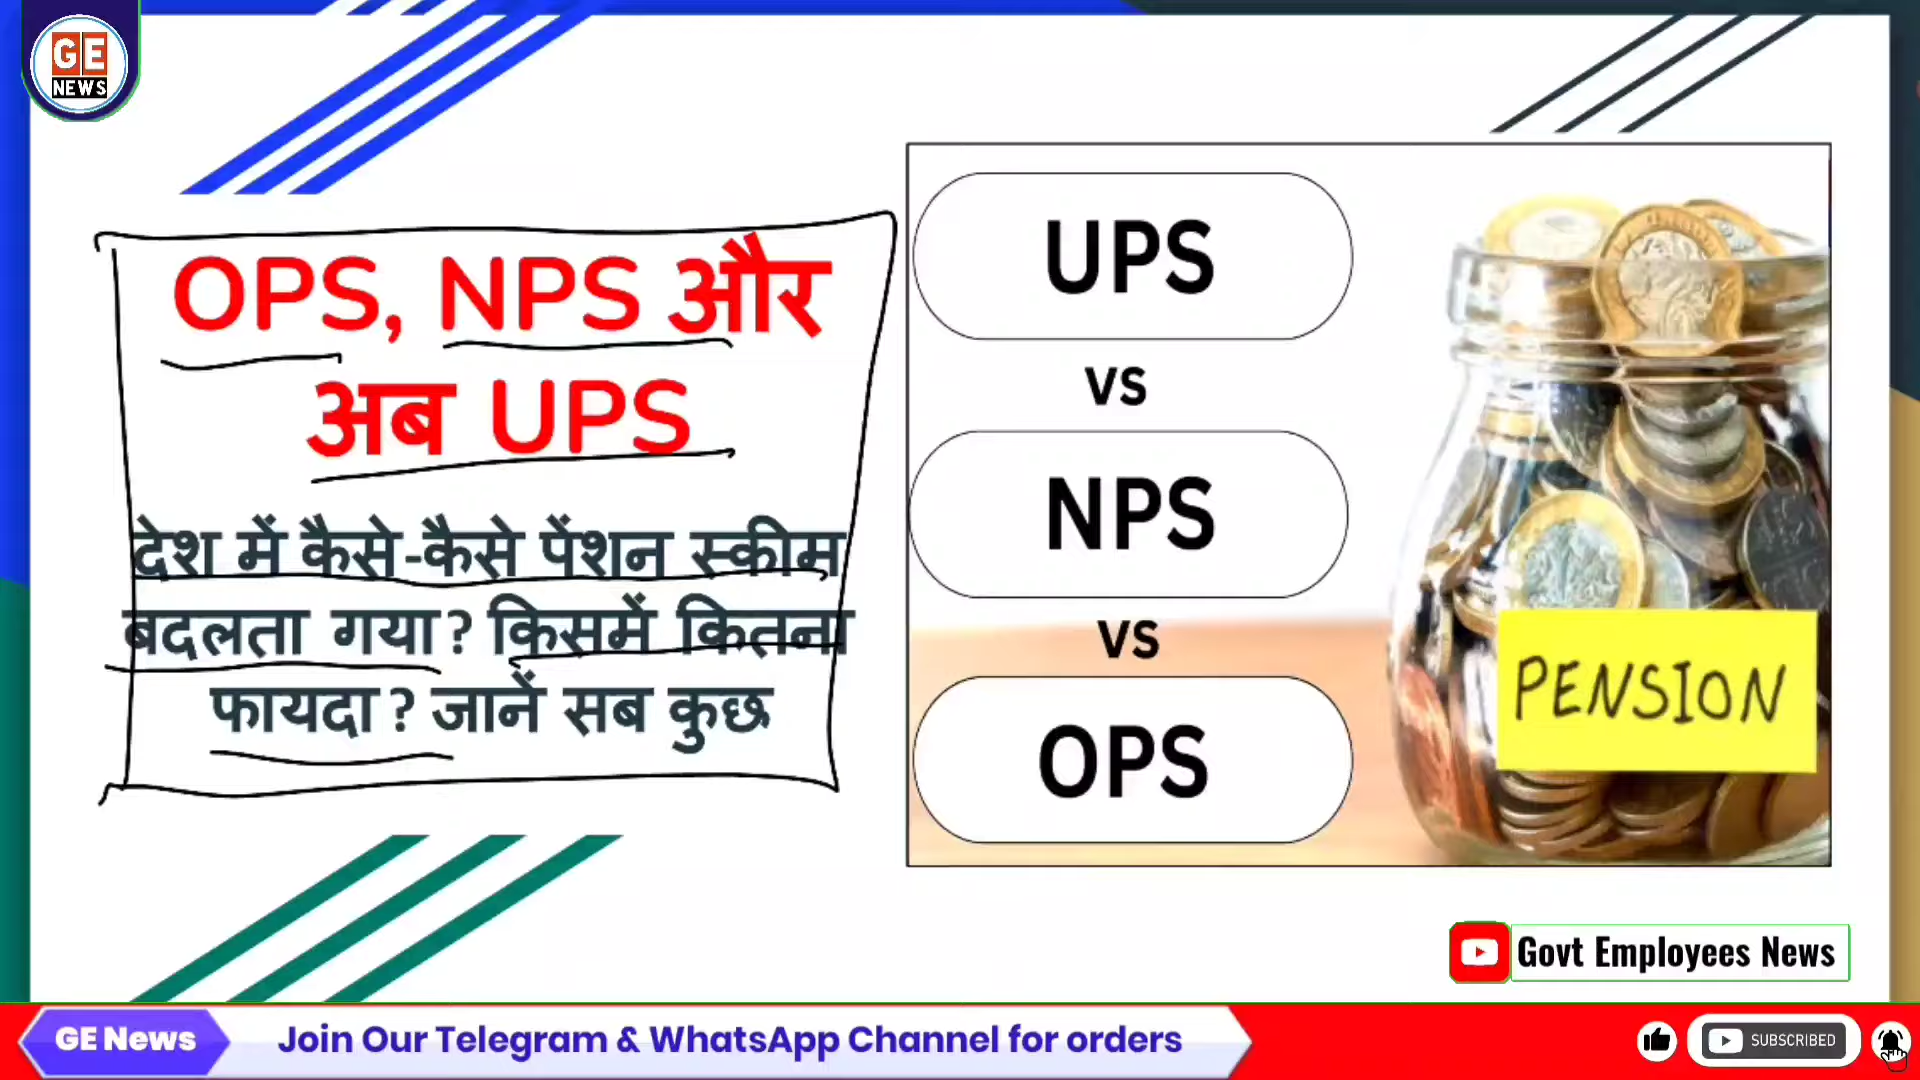 GE
NEWS
OPS, NPS और
अब UPS
देश में कैसे-कैसे पेंशन स्कीम
बदलता गया? किसमें कितना
फायदा? जानें सब कुछ
UPS
VS
NPS
VS
OPS
PENSION
Govt Employees News
GE News
Join Our Telegram & WhatsApp Channel for orders
SUBSCRIBED